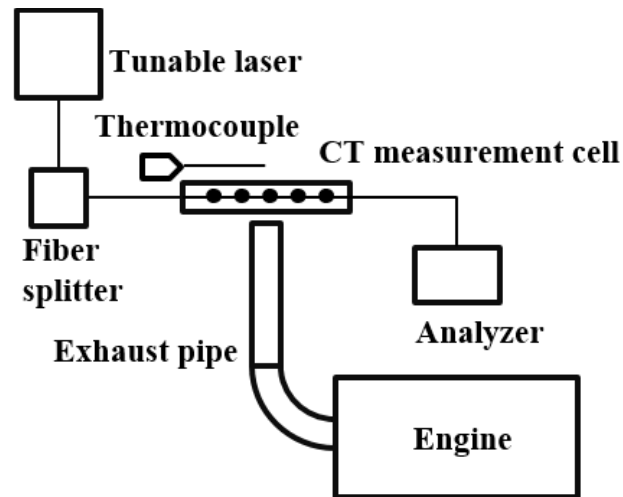 Tunable laser
Thermocouple
CT measurement cell
Fiber
splitter
Analyzer
Exhaust pipe
Engine